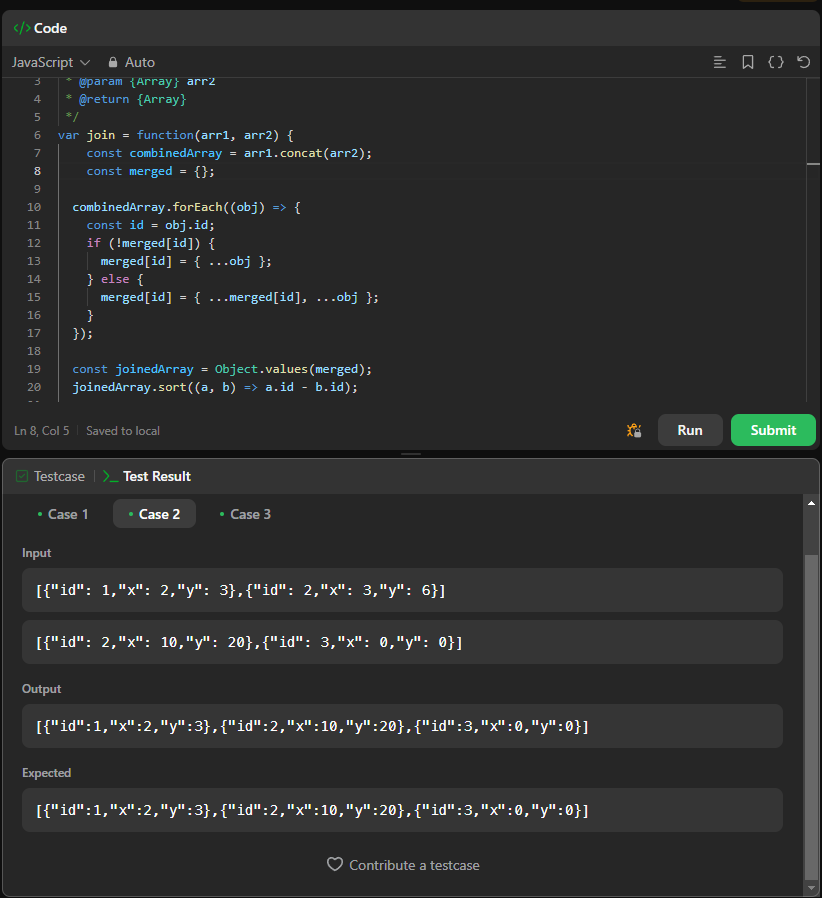 </> Code
JavaScript Auto
3 * @param {Array} arr2
4 * @return {Array}
5 */
6 var join = function(arr1, arr2) {
7 const combinedArray = arr1.concat(arr2);
8 const merged = {};
9
10 combinedArray.forEach((obj) => {
11 const id = obj.id;
12 if (!merged[id]) {
13 merged[id] = { ...obj };
14 } else {
15 merged[id] = { ...merged[id], ...obj };
16 }
17 });
18
19 const joinedArray = Object.values(merged);
20 joinedArray.sort((a, b) => a.id - b.id);
Ln 8, Col 5 Saved to local Run Submit
Testcase >_ Test Result
Case 1 Case 2 Case 3
Input
[{"id": 1,"x": 2,"y": 3},{"id": 2,"x": 3,"y": 6}]
[{"id": 2,"x": 10,"y": 20},{"id": 3,"x": 0,"y": 0}]
Output
[{"id":1,"x":2,"y":3},{"id":2,"x":10,"y":20},{"id":3,"x":0,"y":0}]
Expected
[{"id":1,"x":2,"y":3},{"id":2,"x":10,"y":20},{"id":3,"x":0,"y":0}]
Contribute a testcase